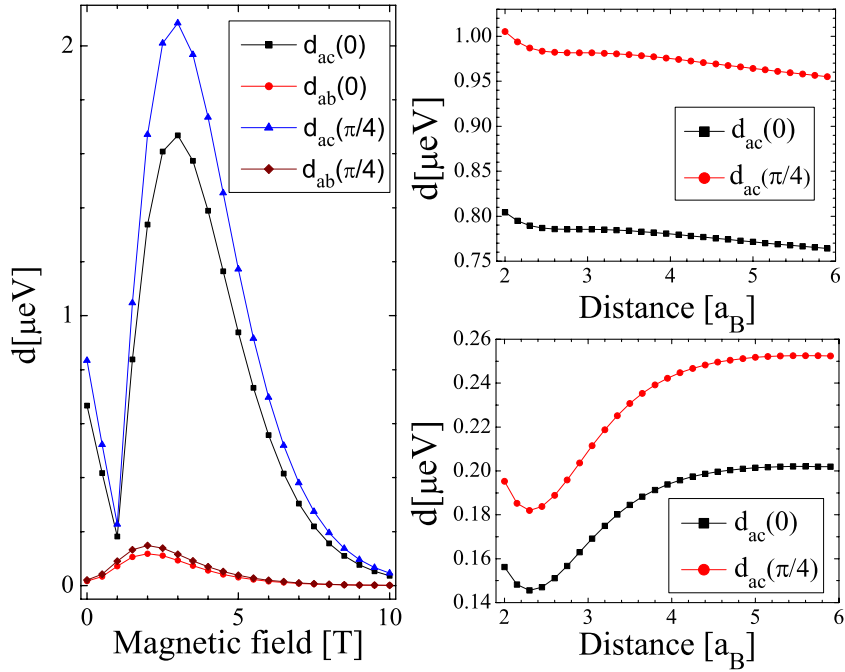 d[μeV]
2
1
0
0
5
10
Magnetic field [T]
d_ac(0)
d_ab(0)
d_ac(π/4)
d_ab(π/4)
d[μeV]
1.00
0.95
0.90
0.85
0.80
0.75
2
3
4
5
6
Distance [a_B]
d_ac(0)
d_ac(π/4)
d[μeV]
0.26
0.24
0.22
0.20
0.18
0.16
0.14
2
3
4
5
6
Distance [a_B]
d_ac(0)
d_ac(π/4)